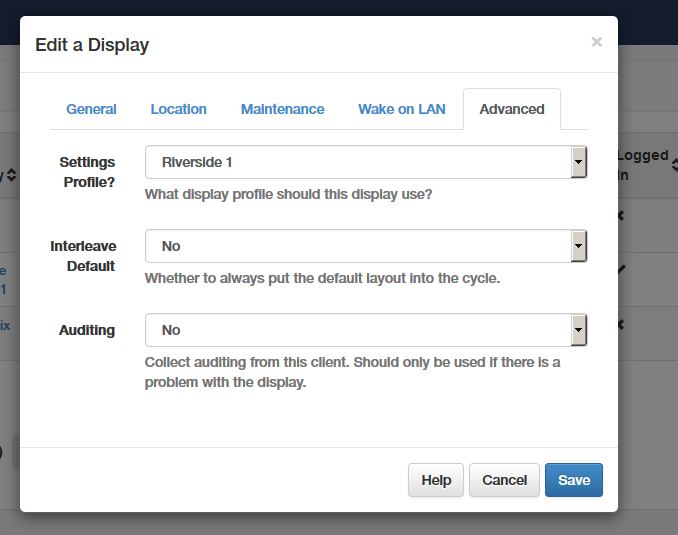 Edit a Display
×
General Location Maintenance Wake on LAN Advanced
Settings Profile?
Riverside 1
What display profile should this display use?
Interleave Default
No
Whether to always put the default layout into the cycle.
Auditing
No
Collect auditing from this client. Should only be used if there is a
problem with the display.
Help Cancel Save
Logged
In
1
ix